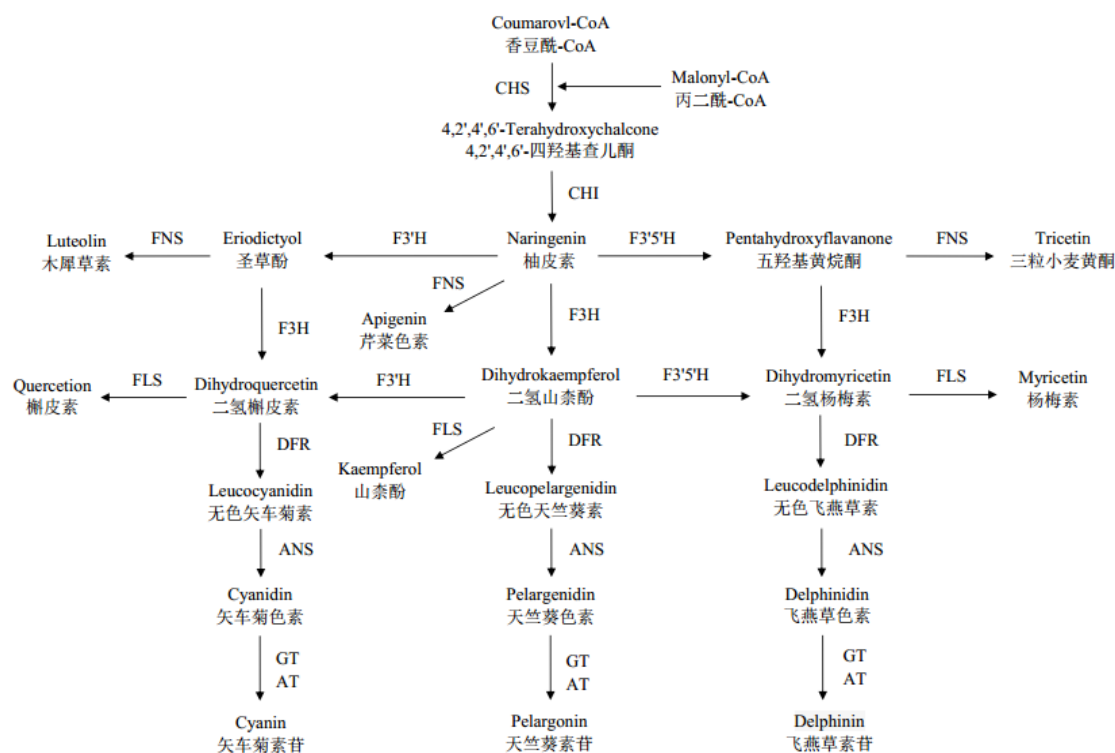 Coumarovl-CoA
香豆酰-CoA
CHS
Malonyl-CoA
丙二酰-CoA
4,2',4',6'-Terahydroxychalcone
4,2',4',6'-四羟基查儿酮
CHI
Luteolin
木犀草素
FNS
Eriodictyol
圣草酚
F3'H
Naringenin
柚皮素
F3'5'H
Pentahydroxyflavanone
五羟基黄烷酮
FNS
Tricetin
三粒小麦黄酮
FNS
Apigenin
芹菜色素
F3H
F3H
F3H
Quercetion
槲皮素
FLS
Dihydroquercetin
二氢槲皮素
F3'H
Dihydrokaempferol
二氢山柰酚
F3'5'H
Dihydromyricetin
二氢杨梅素
FLS
Myricetin
杨梅素
FLS
Kaempferol
山柰酚
DFR
DFR
DFR
Leucocyanidin
无色矢车菊素
Leucopelargenidin
无色天竺葵素
Leucodelphinidin
无色飞燕草素
ANS
ANS
ANS
Cyanidin
矢车菊色素
Pelargenidin
天竺葵色素
Delphinidin
飞燕草色素
GT
AT
GT
AT
GT
AT
Cyanin
矢车菊素苷
Pelargonin
天竺葵素苷
Delphinin
飞燕草素苷